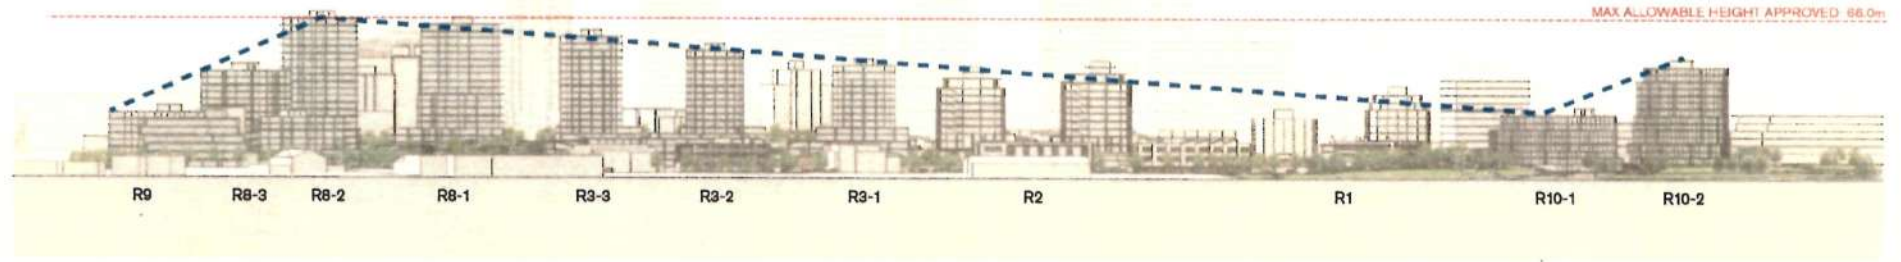 MAX ALLOWABLE HEIGHT APPROVED 66.0m
R9 R8-3 R8-2 R8-1 R3-3 R3-2 R3-1 R2 R1 R10-1 R10-2